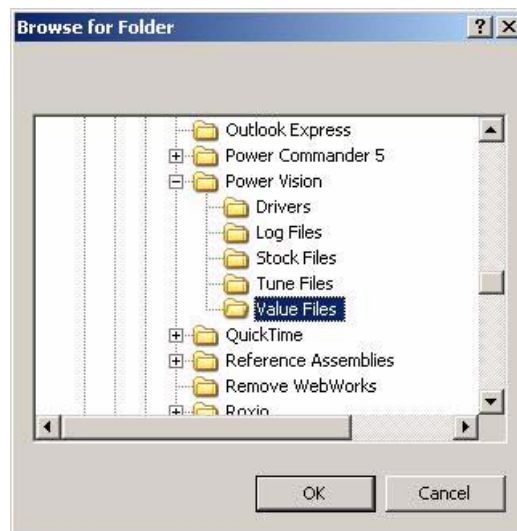 Browse for Folder
Outlook Express
Power Commander 5
Power Vision
Drivers
Log Files
Stock Files
Tune Files
Value Files
QuickTime
Reference Assemblies
Remove WebWorks
Roxio
OK Cancel